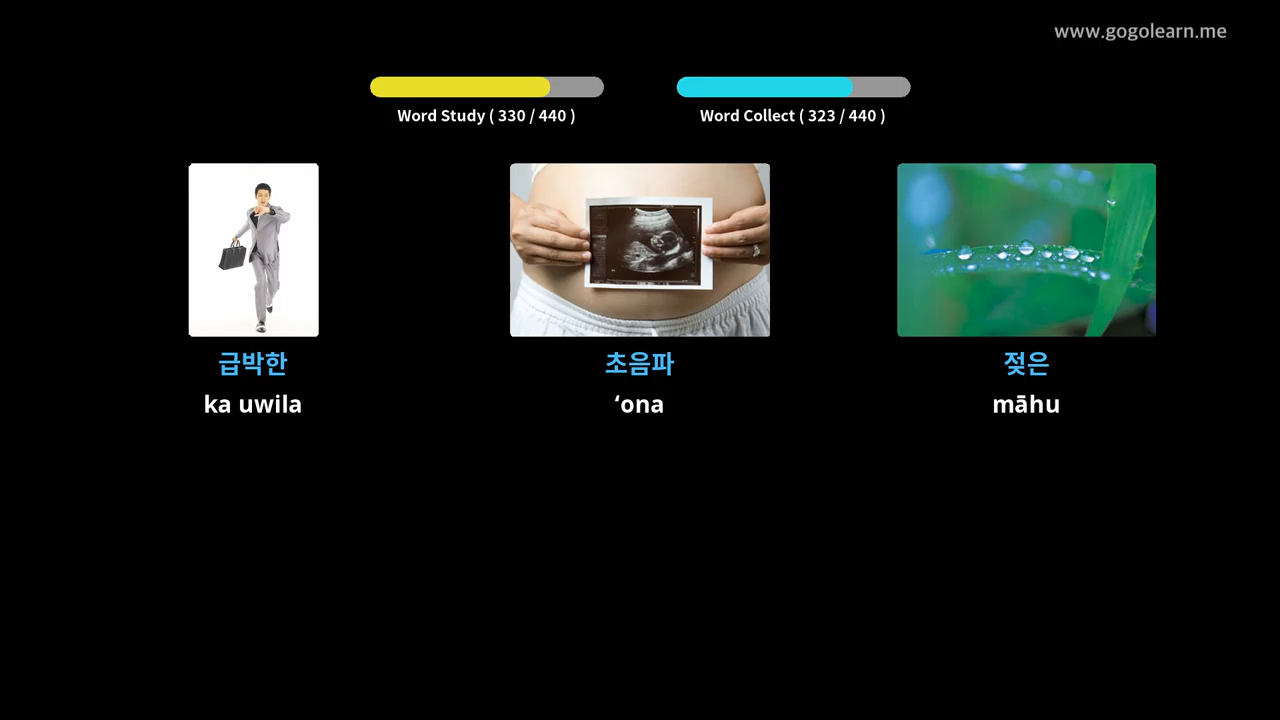 www.gogolearn.me
Word Study ( 330 / 440 )
Word Collect ( 323 / 440 )
급박한
초음파
젖은
ka uwila
ʻona
māhu